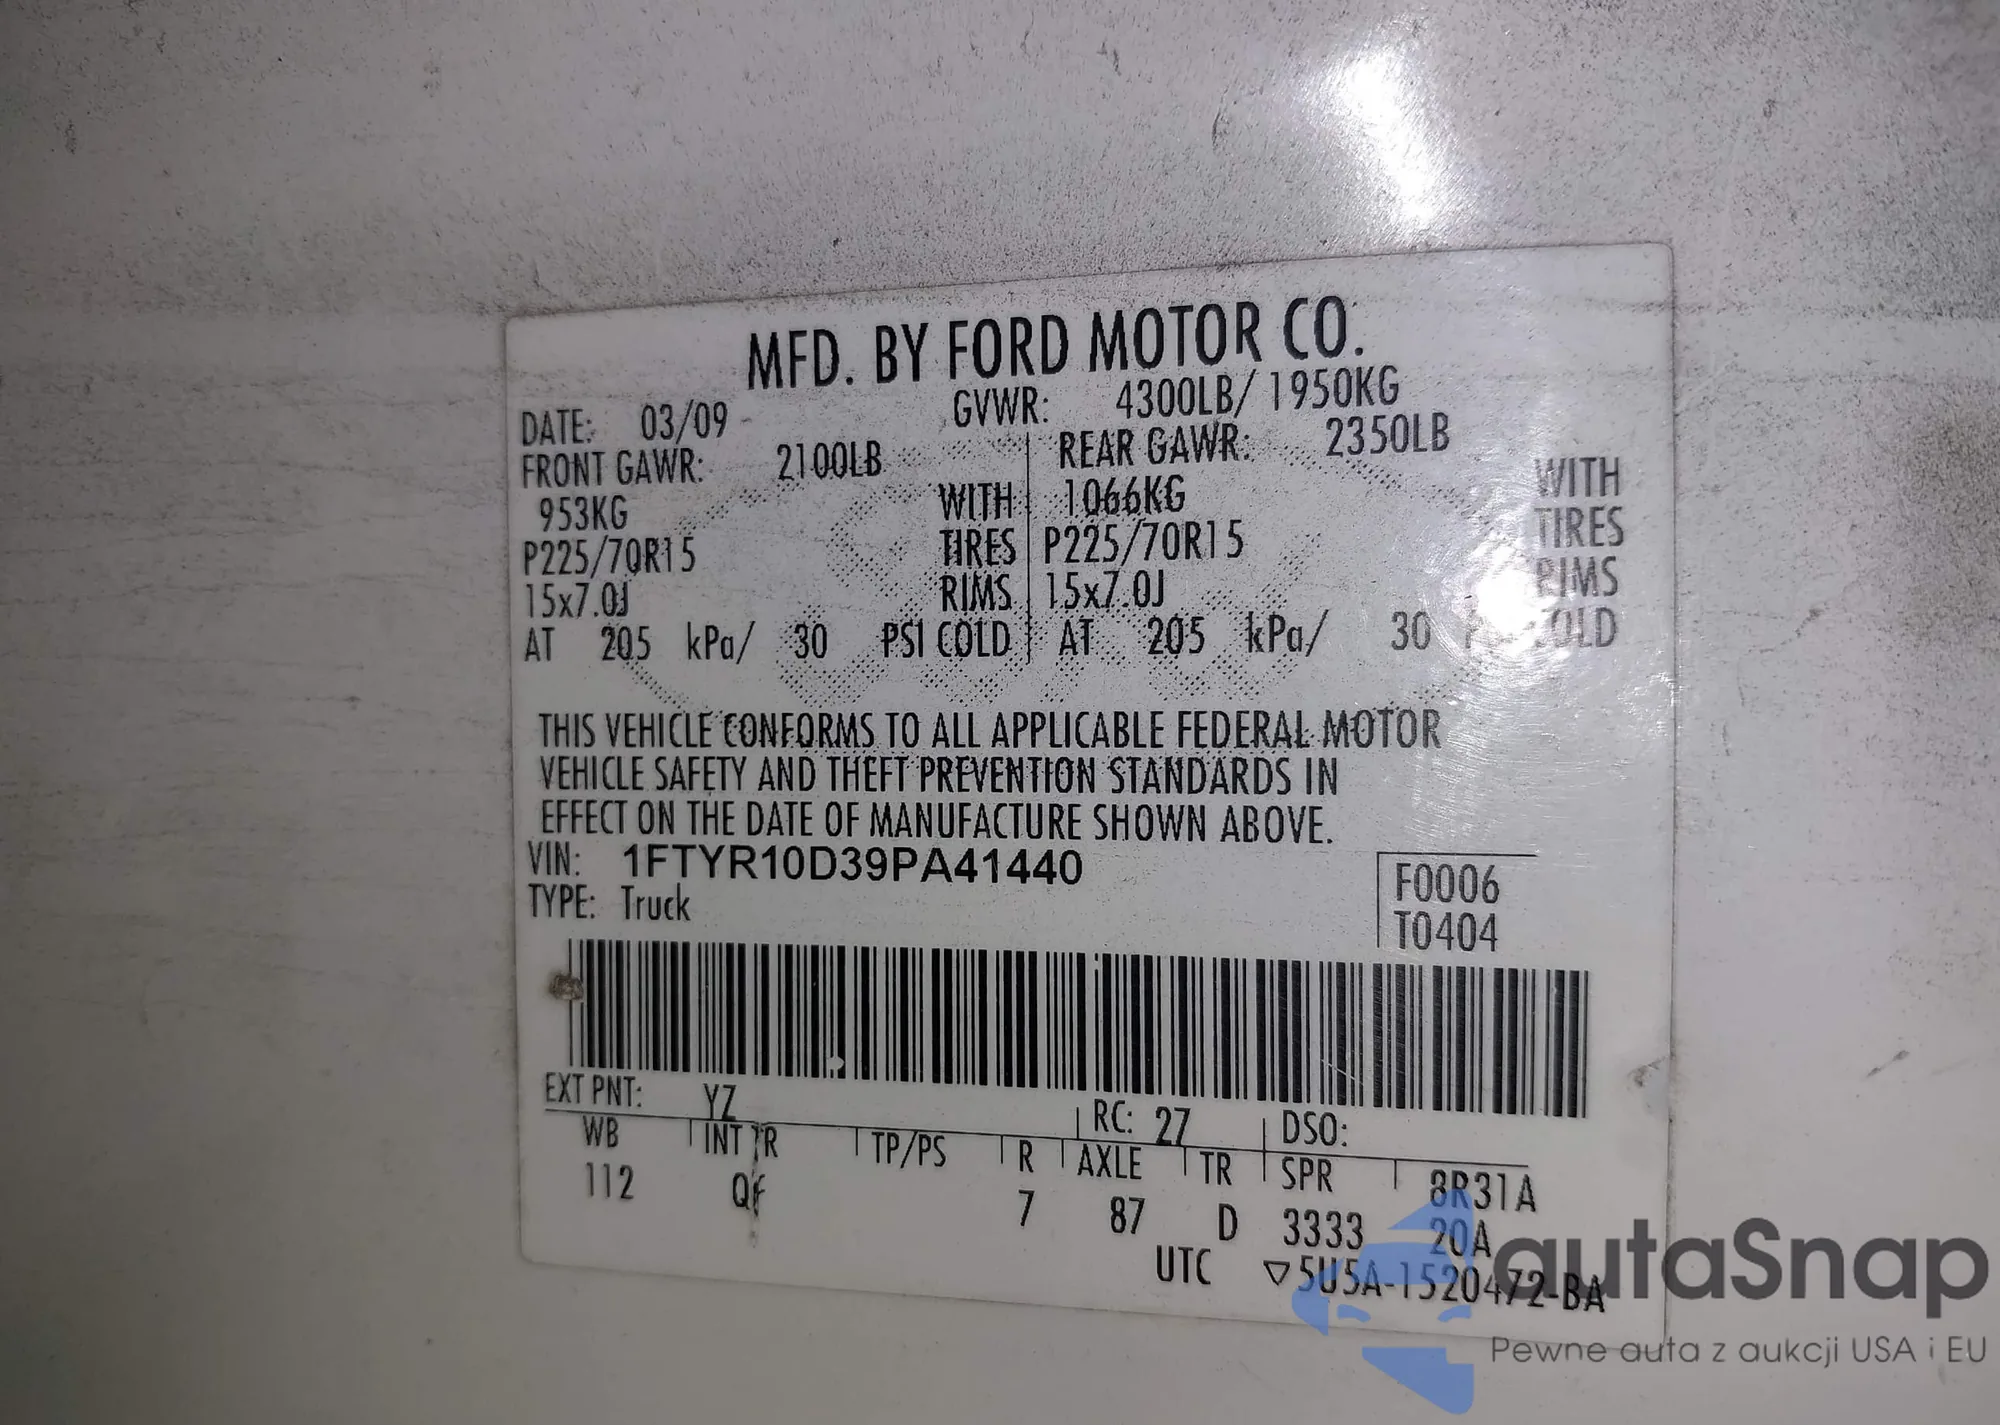 MFD. BY FORD MOTOR CO.
DATE: 03/09 GVWR: 4300LB/ 1950KG
FRONT GAWR: 2100LB REAR GAWR: 2350LB
953KG WITH 1066KG WITH
P225/70R15 TIRES P225/70R15 TIRES
15x7.0J RIMS 15x7.0J RIMS
AT 205 kPa/ 30 PSI COLD AT 205 kPa/ 30 COLD
THIS VEHICLE CONFORMS TO ALL APPLICABLE FEDERAL MOTOR
VEHICLE SAFETY AND THEFT PREVENTION STANDARDS IN
EFFECT ON THE DATE OF MANUFACTURE SHOWN ABOVE.
VIN: 1FTYR10D39PA41440
TYPE: Truck
F0006
T0404
EXT PNT: YZ RC: 27 DSO:
WB INT TR TP/PS R AXLE TR SPR 8R31A
112 7 87 D 3333 20A
UTC ▽5U5A-1520472-BA
autaSnap
Pewne auta z aukcji USA i EU